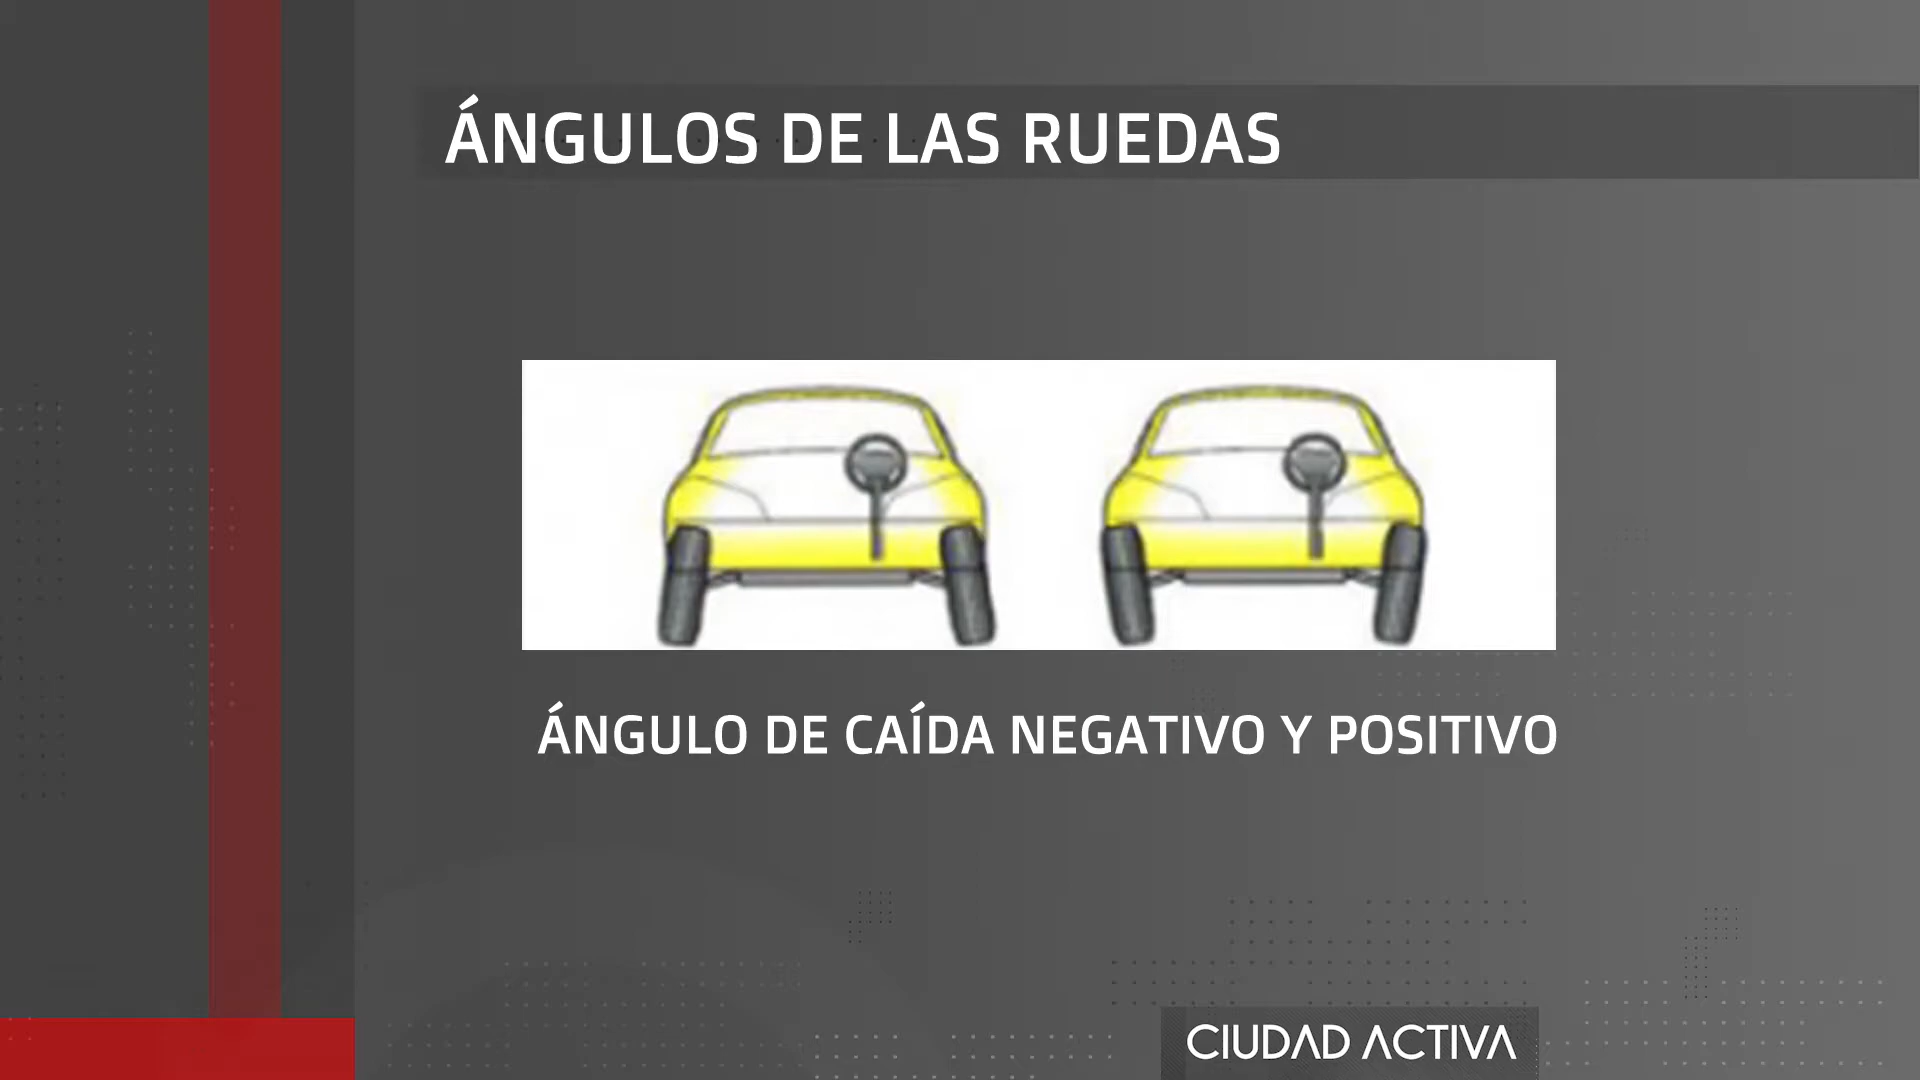 ÁNGULOS DE LAS RUEDAS
ÁNGULO DE CAÍDA NEGATIVO Y POSITIVO
CIUDAD ACTIVA